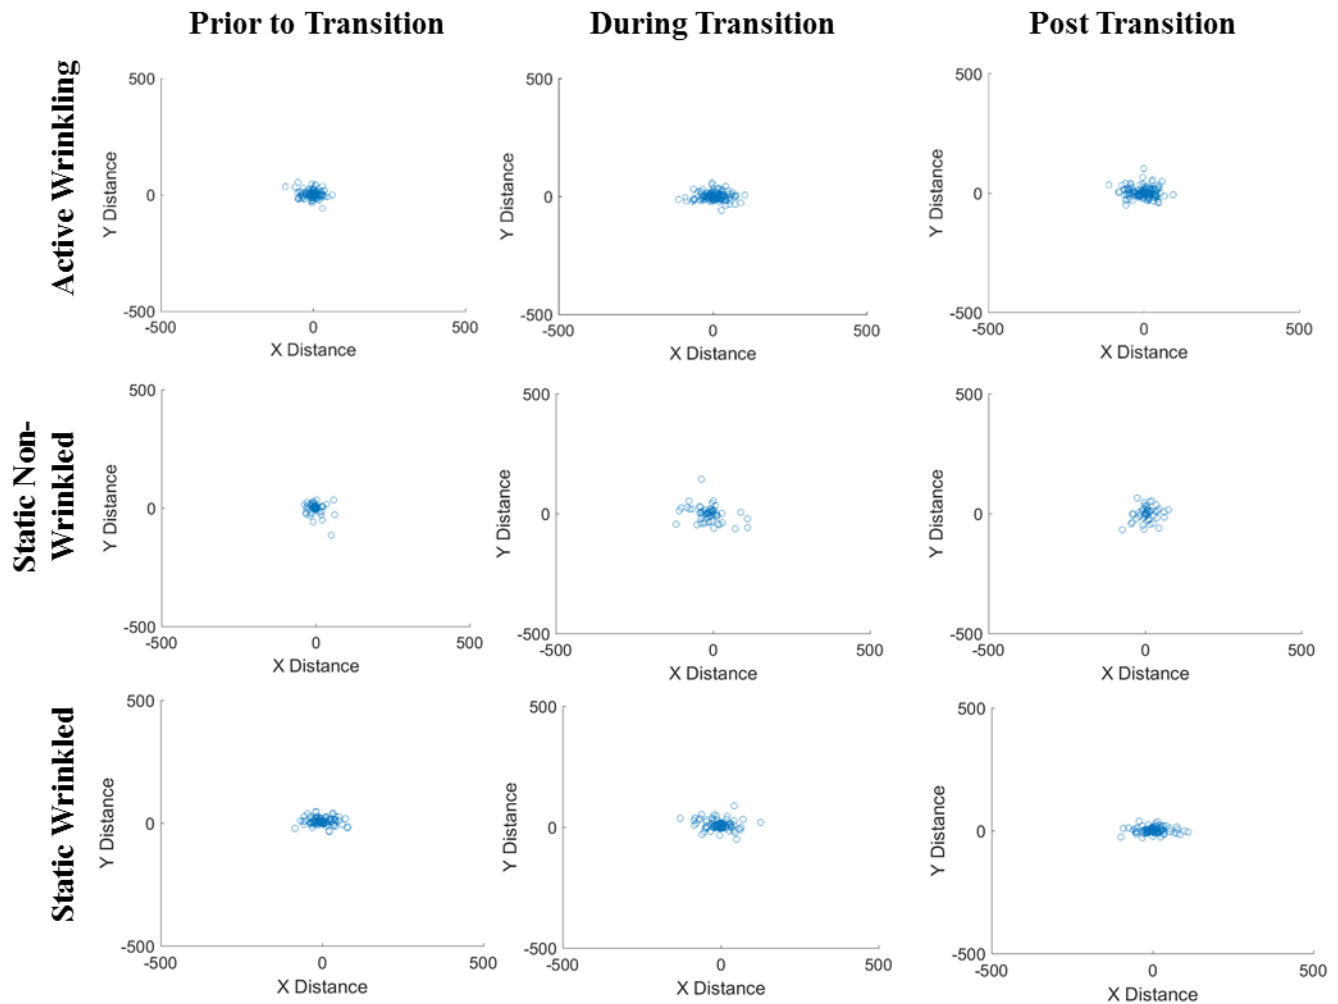 Prior to Transition
During Transition
Post Transition
Active Wrinkling
500
0
-500
-500
0
500
Y Distance
X Distance
500
0
-500
-500
0
500
Y Distance
X Distance
500
0
-500
-500
0
500
Y Distance
X Distance
Static Non-
Wrinkled
500
0
-500
-500
0
500
Y Distance
X Distance
500
0
-500
-500
0
500
Y Distance
X Distance
500
0
-500
-500
0
500
Y Distance
X Distance
Static Wrinkled
500
0
-500
-500
0
500
Y Distance
X Distance
500
0
-500
-500
0
500
Y Distance
X Distance
500
0
-500
-500
0
500
Y Distance
X Distance